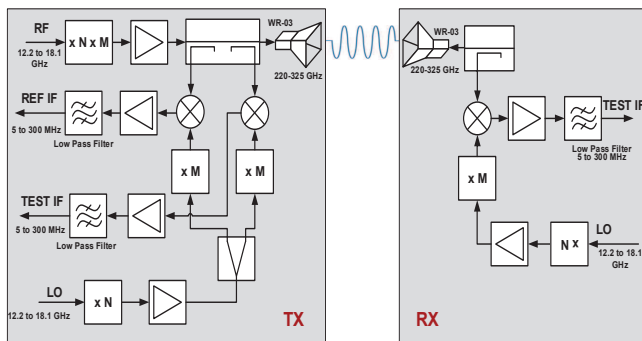 RF
12.2 to 18.1
GHz
x N x M
WR-03
220-325 GHz
REF IF
5 to 300 MHz
Low Pass Filter
x M
x M
TEST IF
5 to 300 MHz
Low Pass Filter
LO
12.2 to 18.1 GHz
x N
TX
WR-03
220-325 GHz
TEST IF
5 to 300 MHz
Low Pass Filter
x M
N x
LO
12.2 to 18.1
GHz
RX